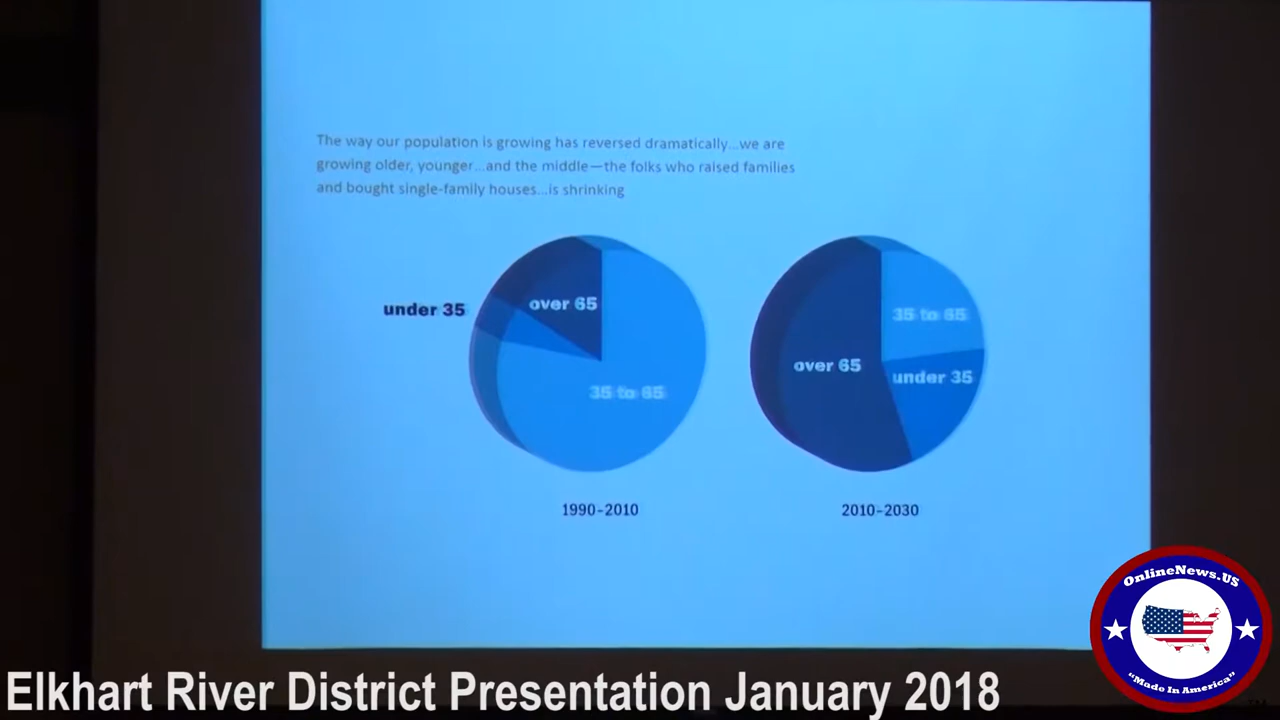 The way our population is growing has reversed dramatically...we are
growing older, younger...and the middle—the folks who raised families
and bought single-family houses...is shrinking
under 35
over 65
35 to 65
1990-2010
over 65
35 to 65
under 35
2010-2030
OnlineNews.US
"Made In America"
Elkhart River District Presentation January 2018